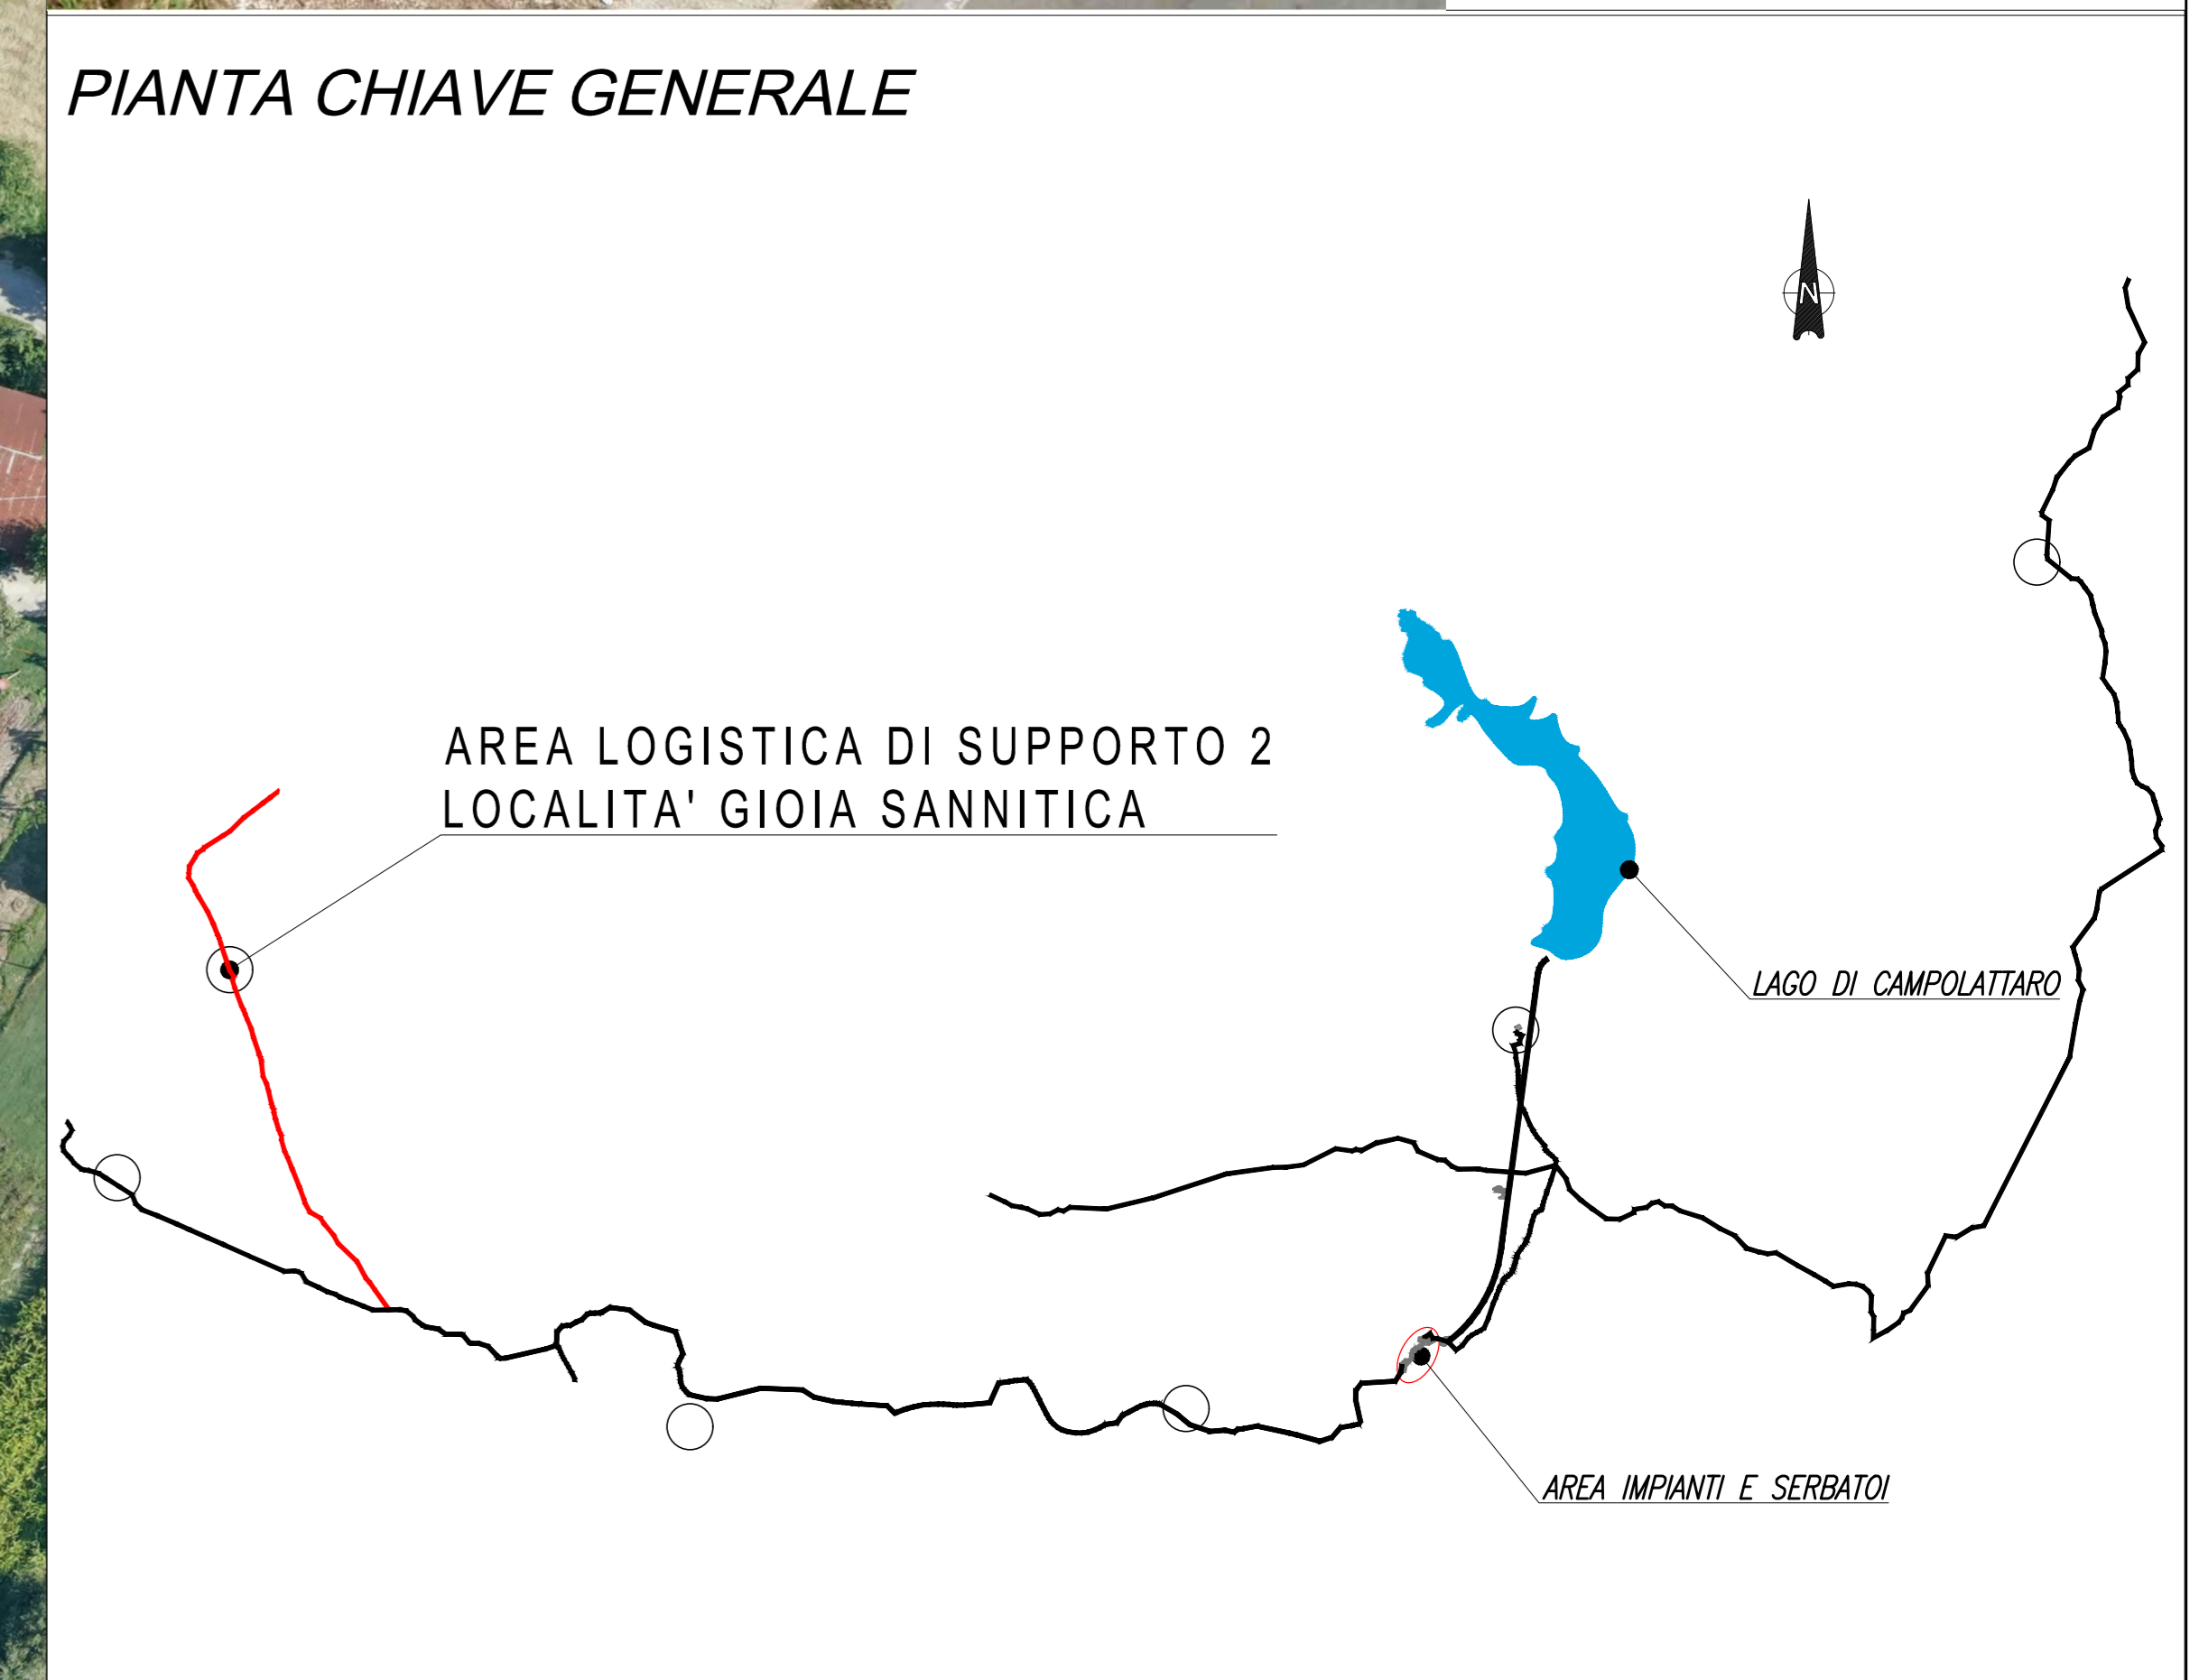 PIANTA CHIAVE GENERALE
N
AREA LOGISTICA DI SUPPORTO 2
LOCALITA' GIOIA SANNITICA
LAGO DI CAMPOLATTARO
AREA IMPIANTI E SERBATOI